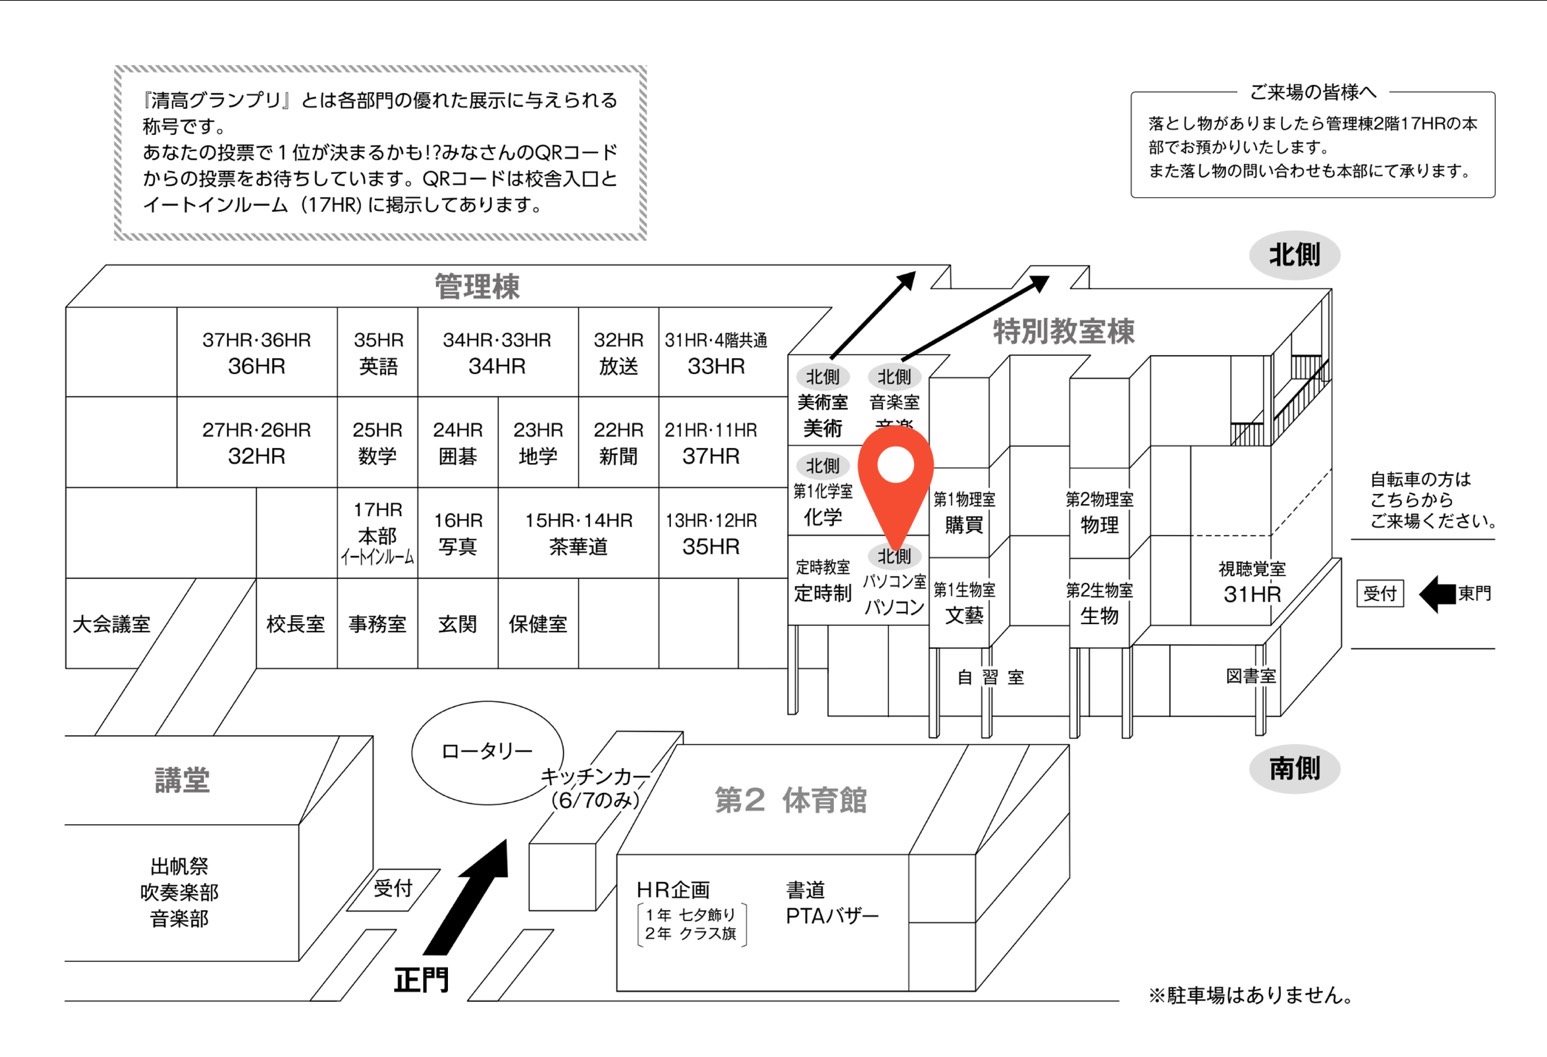 『清高グランプリ』とは各部門の優れた展示に与えられる
称号です。
あなたの投票で１位が決まるかも!?みなさんのQRコード
からの投票をお待ちしています。QRコードは校舎入口と
イートインルーム（17HR)に掲示してあります。
ご来場の皆様へ
落とし物がありましたら管理棟2階17HRの本
部でお預かりいたします。
また落し物の問い合わせも本部にて承ります。
北側
管理棟
特別教室棟
37HR·36HR
36HR
35HR
英語
34HR·33HR
34HR
32HR
放送
31HR·4階共通
33HR
北側
美術室
美術
北側
音楽室
音楽
27HR·26HR
32HR
25HR
数学
24HR
囲碁
23HR
地学
22HR
新聞
21HR·11HR
37HR
北側
第1化学室
化学
第1物理室
購買
第2物理室
物理
自転車の方は
こちらから
ご来場ください。
17HR
本部
イートインルーム
16HR
写真
15HR·14HR
茶華道
13HR·12HR
35HR
定時教室
定時制
北側
パソコン室
パソコン
第1生物室
文藝
第2生物室
生物
視聴覚室
31HR
受付
東門
大会議室
校長室
事務室
玄関
保健室
自習室
図書室
南側
講堂
ロータリー
キッチンカー
（6/7のみ）
第2 体育館
出帆祭
吹奏楽部
音楽部
受付
正門
HR企画
1年 七夕飾り
2年 クラス旗
書道
PTAバザー
※駐車場はありません。